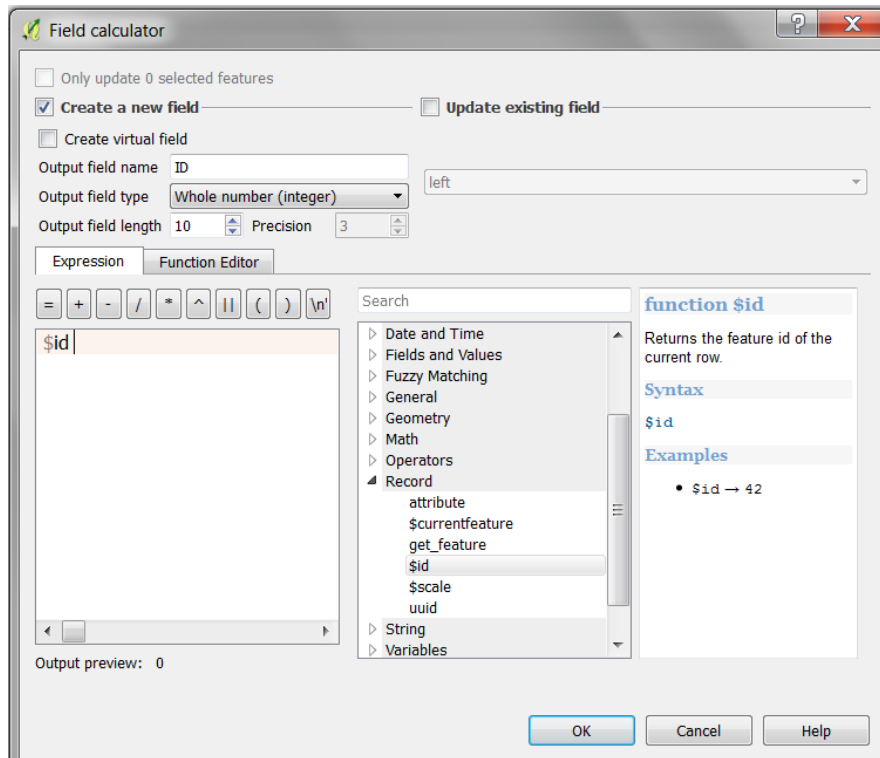 Field calculator
Only update 0 selected features
Create a new field
Update existing field
Create virtual field
Output field name ID
left
Output field type Whole number (integer)
Output field length 10 Precision 3
Expression Function Editor
= + - / * ^ || ( ) \n'
$id
Output preview: 0
Search
Date and Time
Fields and Values
Fuzzy Matching
General
Geometry
Math
Operators
Record
attribute
$currentfeature
get_feature
$id
$scale
uuid
String
Variables
function $id
Returns the feature id of the
current row.
Syntax
$id
Examples
• $id → 42
OK Cancel Help